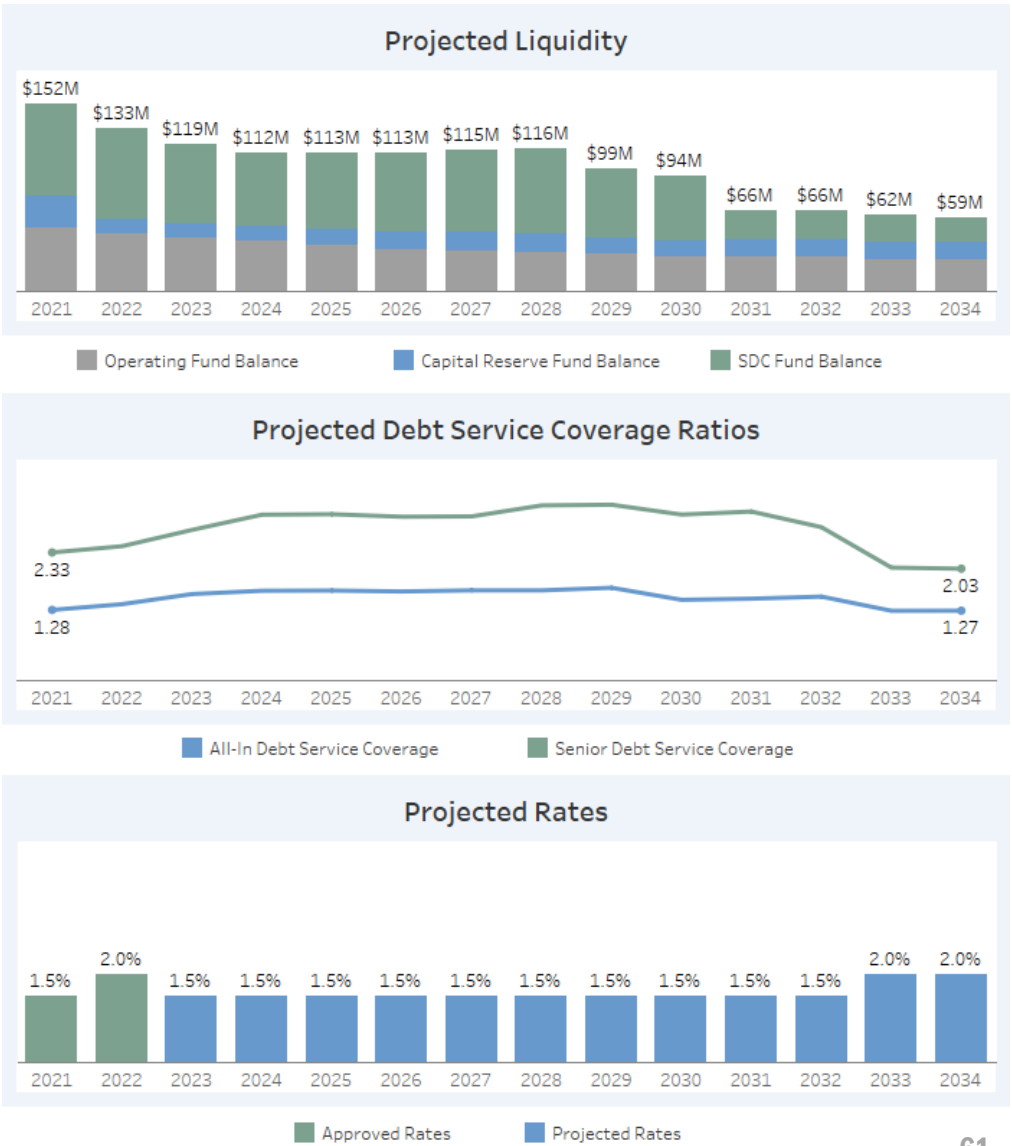 Projected Liquidity
$152M
$133M
$119M
$112M
$113M
$113M
$115M
$116M
$99M
$94M
$66M
$66M
$62M
$59M
2021 2022 2023 2024 2025 2026 2027 2028 2029 2030 2031 2032 2033 2034
Operating Fund Balance Capital Reserve Fund Balance SDC Fund Balance
Projected Debt Service Coverage Ratios
2.33
2.03
1.28
1.27
2021 2022 2023 2024 2025 2026 2027 2028 2029 2030 2031 2032 2033 2034
All-In Debt Service Coverage Senior Debt Service Coverage
Projected Rates
1.5% 2.0% 1.5% 1.5% 1.5% 1.5% 1.5% 1.5% 1.5% 1.5% 1.5% 1.5% 2.0% 2.0%
2021 2022 2023 2024 2025 2026 2027 2028 2029 2030 2031 2032 2033 2034
Approved Rates Projected Rates
61